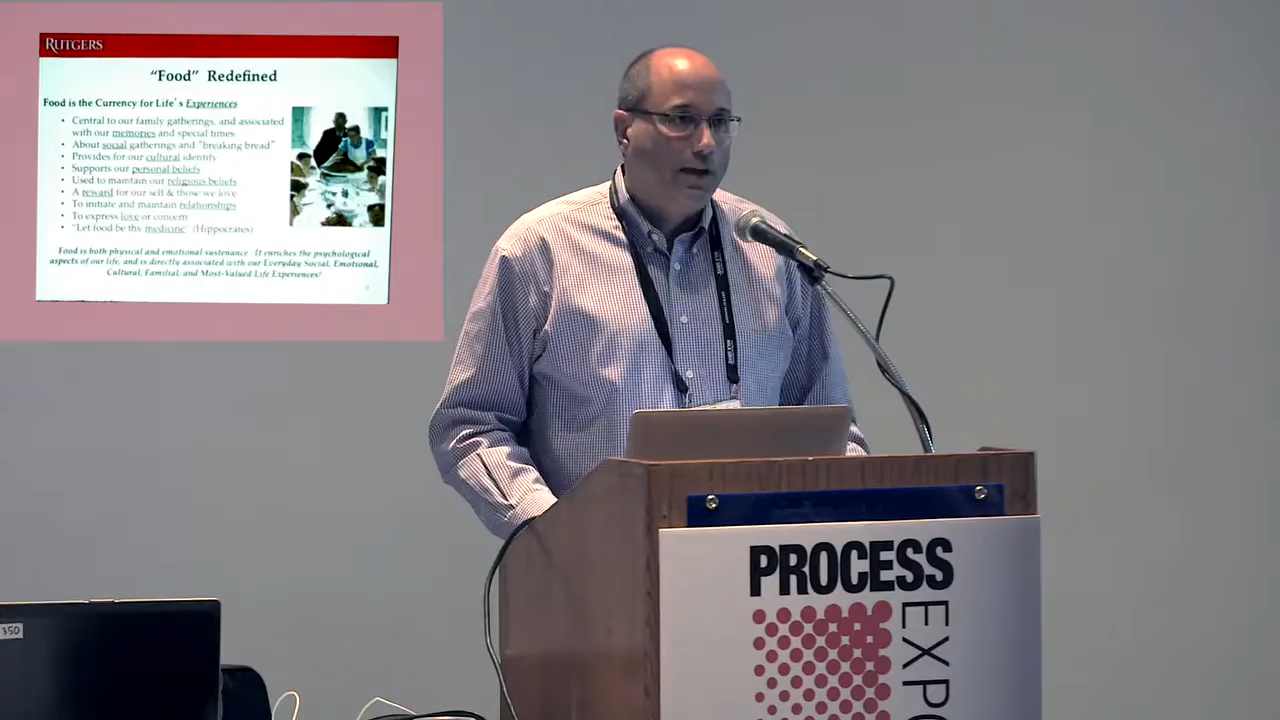 RUTGERS
“Food” Redefined
Food is the Currency for Life’s Experiences
• Central to our family gatherings, and associated
with our memories and special times
• About social gatherings and “breaking bread”
• Provides for our cultural identity
• Supports our personal beliefs
• Used to maintain our religious beliefs
• A reward for our self & those we love
• To initiate and maintain relationships
• To express love or concern
• “Let food be thy medicine” (Hippocrates)
Food is both physical and emotional sustenance. It enriches the psychological
aspects of our life, and is directly associated with our Everyday Social, Emotional,
Cultural, Familial, and Most-Valued Life Experiences!
350
PROCESS
EXPO